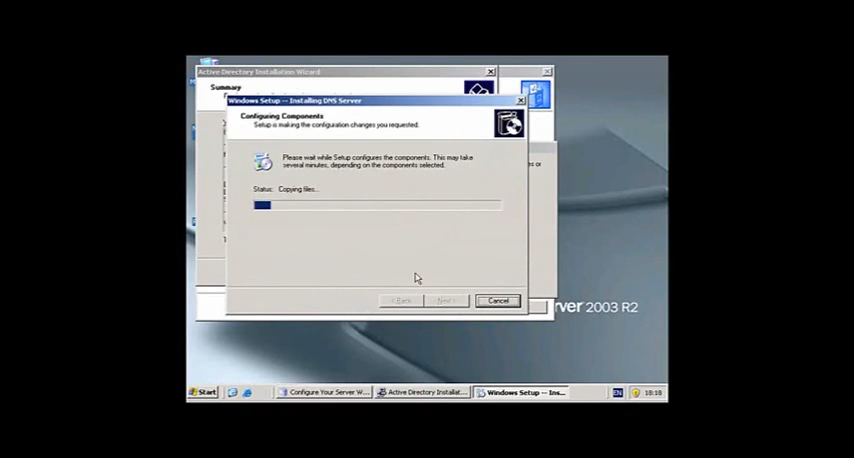 Active Directory Installation Wizard
Summary
Windows Setup -- Installing DNS Server
Configuring Components
Setup is making the configuration changes you requested.
Please wait while Setup configures the components. This may take
several minutes, depending on the components selected.
Status: Copying files...
es or
< Back
Next >
Cancel
rver 2003 R2
Start
Configure Your Server W...
Active Directory Installat...
Windows Setup -- Ins...
EN
18:18